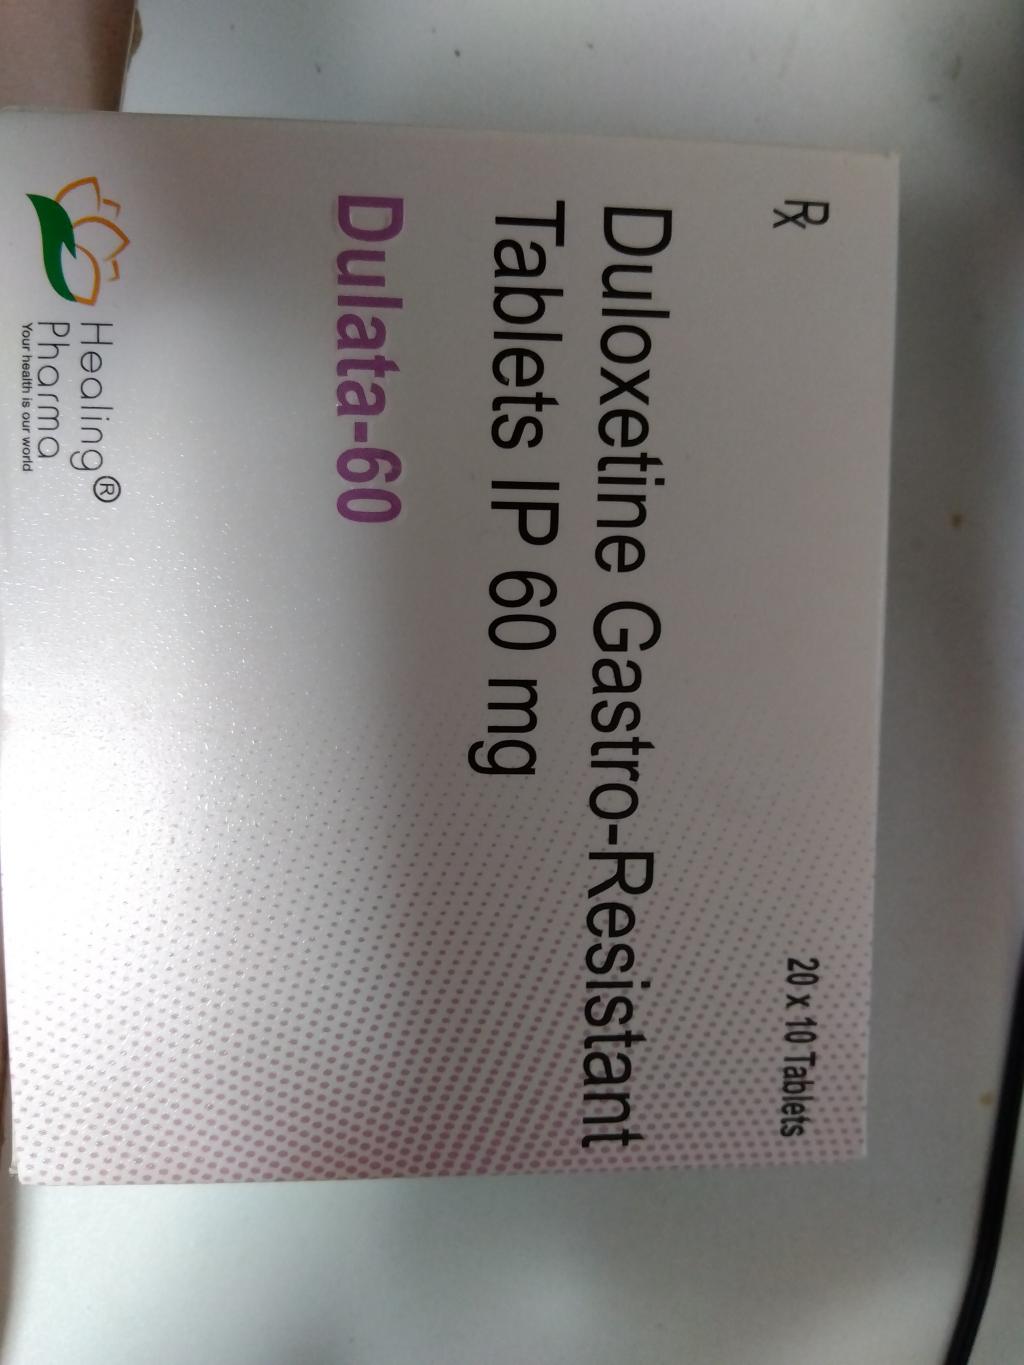 Rx
20 x 10 Tablets
Duloxetine Gastro-Resistant
Tablets IP 60 mg
Dulata-60
Healing®
Pharma
Your health is our world